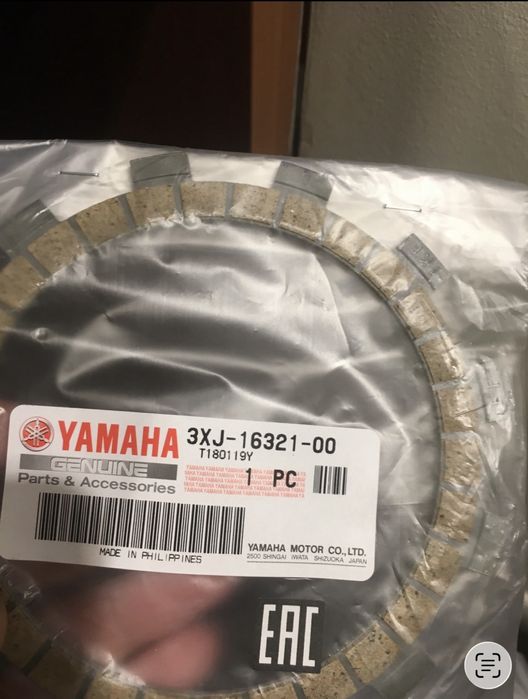 YAMAHA
3XJ-16321-00
T180119Y
GENUINE
1 PC
Parts & Accessories
MADE IN PHILIPPINES
YAMAHA MOTOR CO.,LTD.
2500 SHINGAI IWATA SHIZUOKA JAPAN
EAC